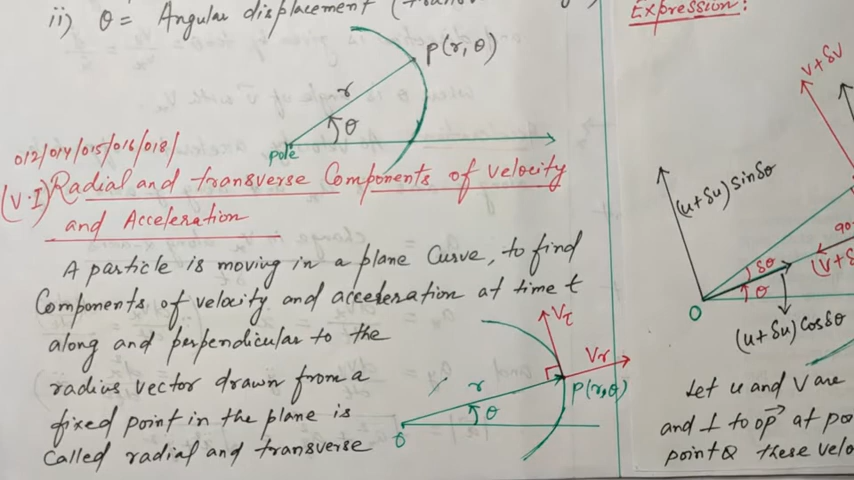 ii) θ = Angular displacement (
P(r,θ)
r
θ
pole
012/014/015/016/018/
(V.I) Radial and transverse Components of velocity
and Acceleration
A particle is moving in a plane Curve, to find
Components of velocity and acceleration at time t
along and perpendicular to the
radius vector drawn from a
fixed point in the plane is
called radial and transverse
Vτ
Vr
r
P(r,θ)
θ
O
Expression:
V+δV
(u+δu) sinδθ
90
δθ
θ
(V+δ
O
(u+δu) cosδθ
Let u and V are
and ⊥ to OP⃗ at po
point Q these velo